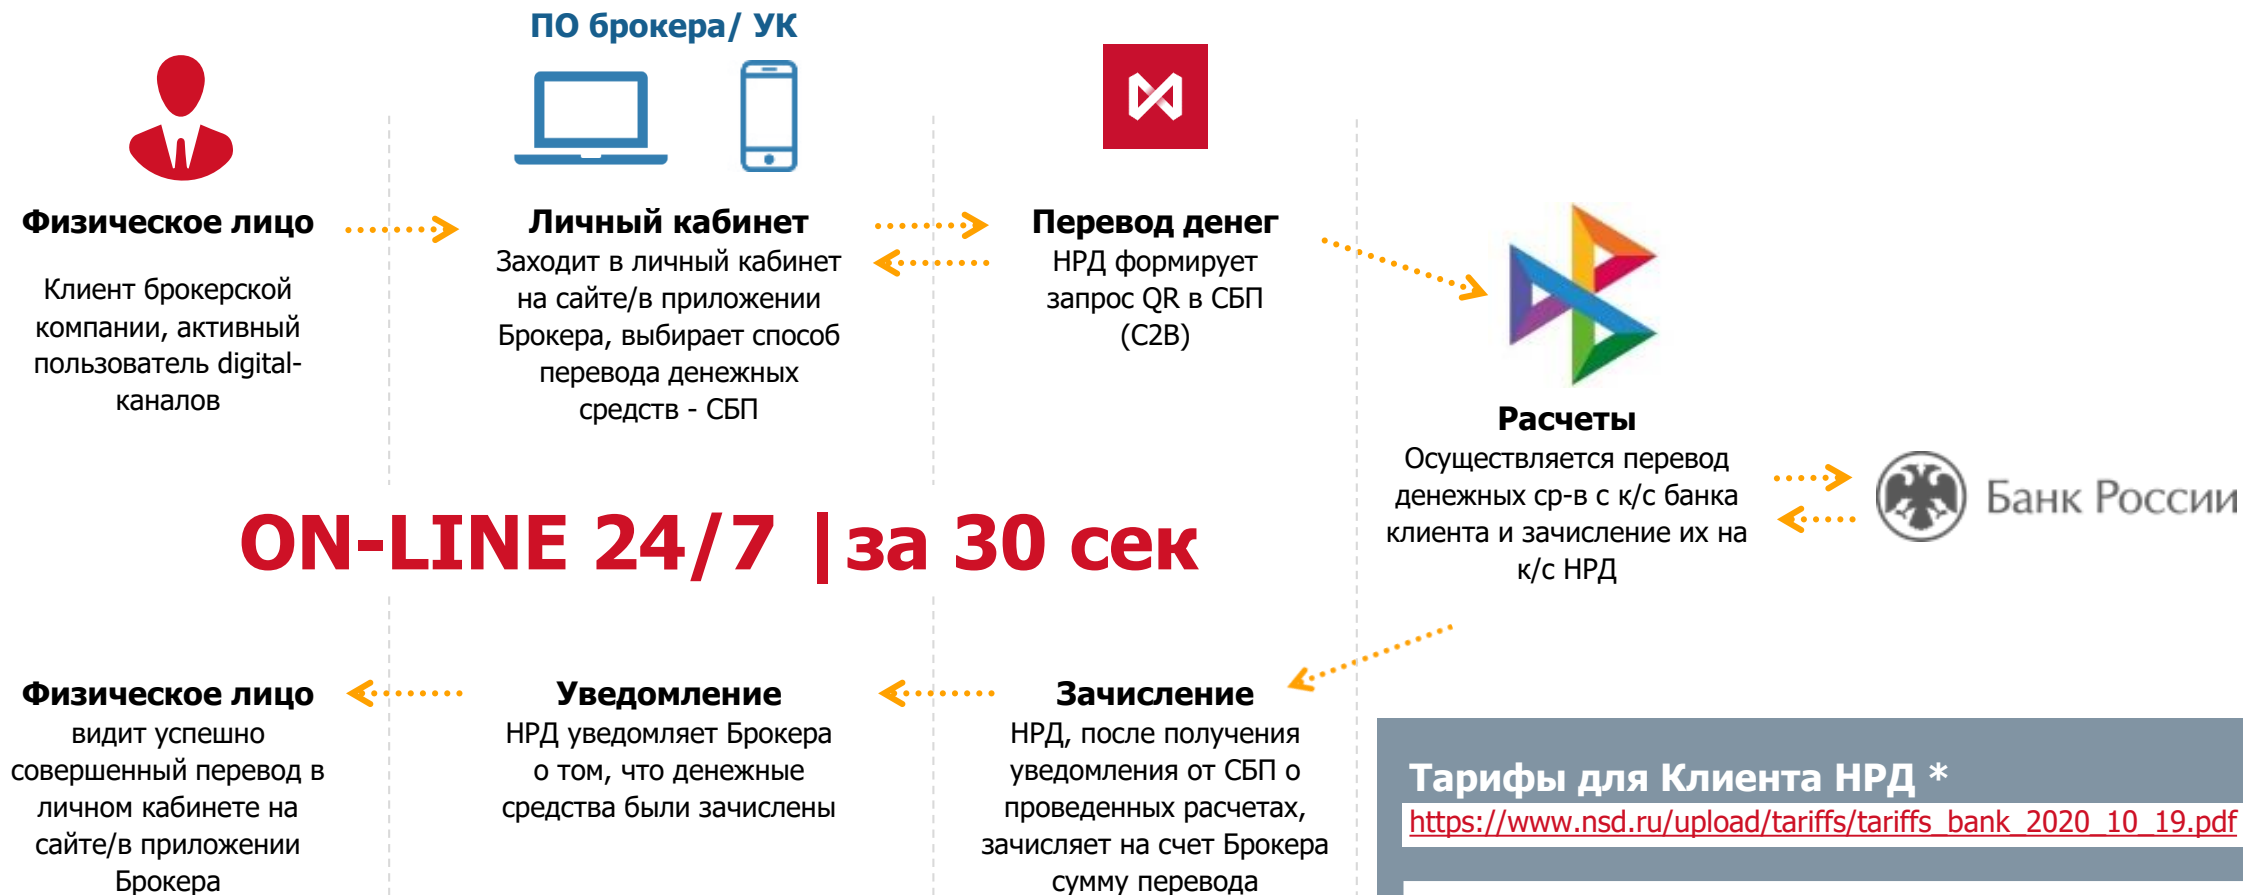 ПО брокера/ УК
Физическое лицо
Клиент брокерской
компании, активный
пользователь digital-
каналов
Личный кабинет
Заходит в личный кабинет
на сайте/в приложении
Брокера, выбирает способ
перевода денежных
средств - СБП
Перевод денег
НРД формирует
запрос QR в СБП
(C2B)
Расчеты
Осуществляется перевод
денежных ср-в с к/с банка
клиента и зачисление их на
к/с НРД
Банк России
ON-LINE 24/7 |за 30 сек
Физическое лицо
видит успешно
совершенный перевод в
личном кабинете на
сайте/в приложении
Брокера
Уведомление
НРД уведомляет Брокера
о том, что денежные
средства были зачислены
Зачисление
НРД, после получения
уведомления от СБП о
проведенных расчетах,
зачисляет на счет Брокера
сумму перевода
Тарифы для Клиента НРД *
https://www.nsd.ru/upload/tariffs/tariffs_bank_2020_10_19.pdf